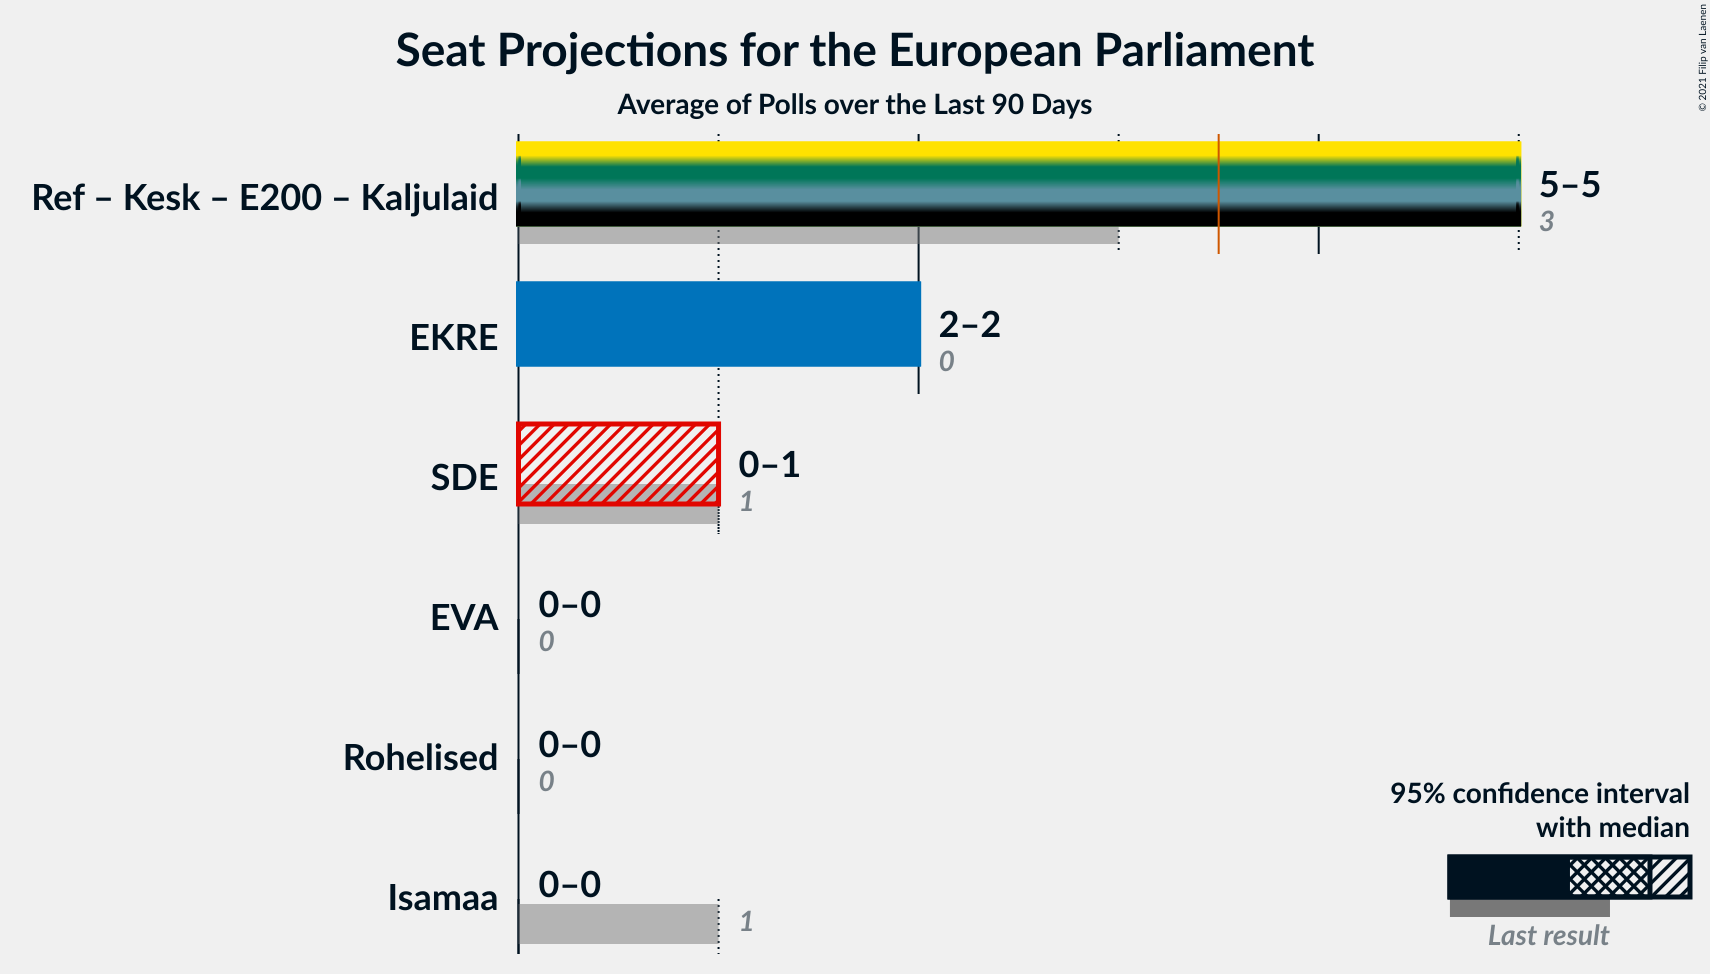 Seat Projections for the European Parliament
Average of Polls over the Last 90 Days
© 2021 Filip van Laenen
Ref – Kesk – E200 – Kaljulaid
5–5
3
EKRE
2–2
0
SDE
0–1
1
EVA
0–0
0
Rohelised
0–0
0
Isamaa
0–0
1
95% confidence interval
with median
Last result